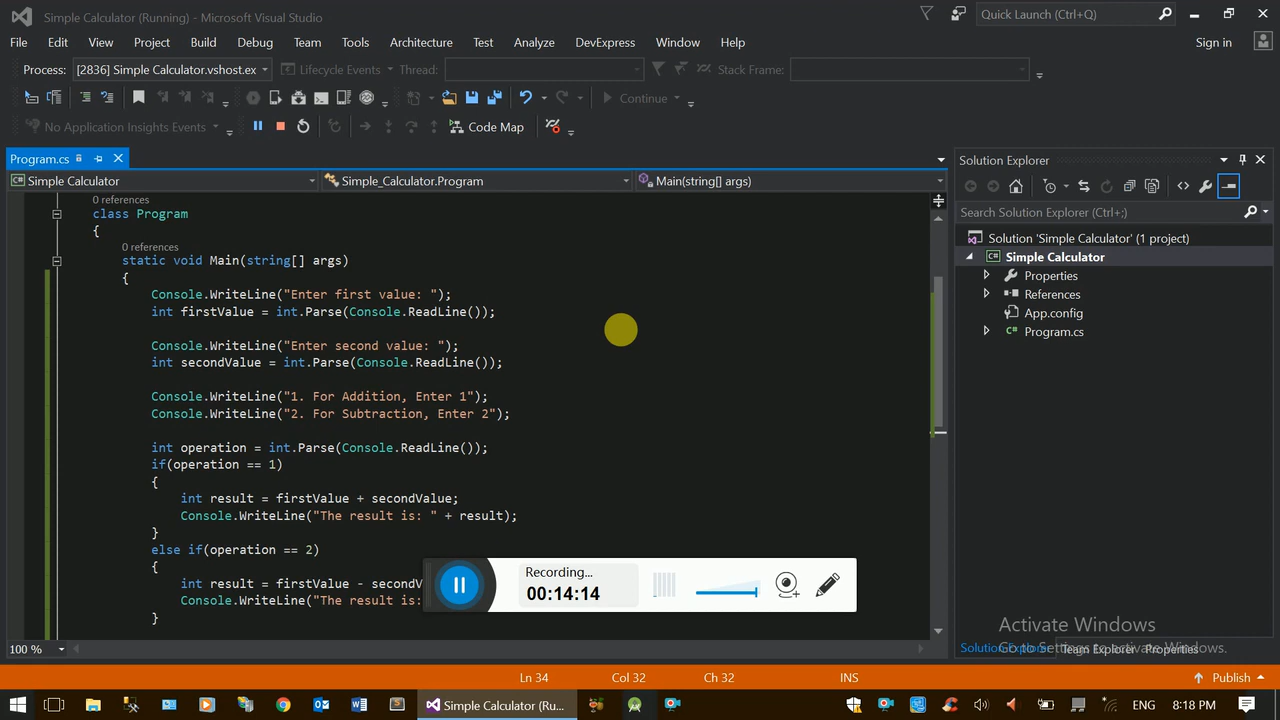 Simple Calculator (Running) - Microsoft Visual Studio
Quick Launch (Ctrl+Q)
File Edit View Project Build Debug Team Tools Architecture Test Analyze DevExpress Window Help
Sign in
Process: [2836] Simple Calculator.vshost.ex Lifecycle Events Thread: Stack Frame:
Continue
No Application Insights Events Code Map
Program.cs
Simple Calculator Simple_Calculator.Program Main(string[] args)
0 references
class Program
{
0 references
static void Main(string[] args)
{
Console.WriteLine("Enter first value: ");
int firstValue = int.Parse(Console.ReadLine());
Console.WriteLine("Enter second value: ");
int secondValue = int.Parse(Console.ReadLine());
Console.WriteLine("1. For Addition, Enter 1");
Console.WriteLine("2. For Subtraction, Enter 2");
int operation = int.Parse(Console.ReadLine());
if(operation == 1)
{
int result = firstValue + secondValue;
Console.WriteLine("The result is: " + result);
}
else if(operation == 2)
{
int result = firstValue - secondV
Console.WriteLine("The result is:
}
Recording...
00:14:14
100 %
Solution Explorer
Search Solution Explorer (Ctrl+;)
Solution 'Simple Calculator' (1 project)
Simple Calculator
Properties
References
App.config
Program.cs
Activate Windows
Go to Settings to activate Windows.
Solution Explorer Team Explorer Properties
Ln 34 Col 32 Ch 32 INS
Publish
Simple Calculator (Ru...
ENG 8:18 PM